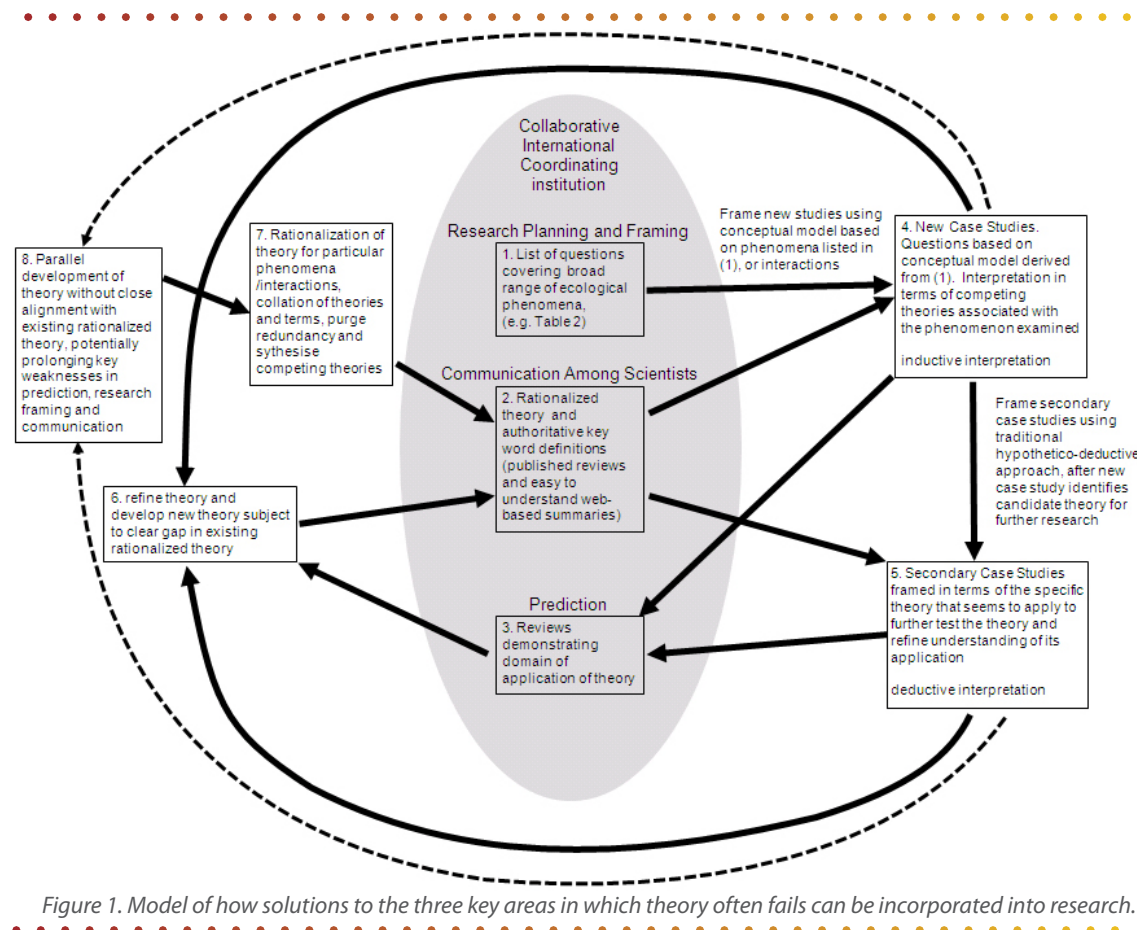 Collaborative
International
Coordinating
institution
Research Planning and Framing
1. List of questions
covering broad
range of ecological
phenomena,
(e.g. Table 2)
Frame new studies using
conceptual model based
on phenomena listed in
(1), or interactions
4. New Case Studies.
Questions based on
conceptual model derived
from (1). Interpretation in
terms of competing
theories associated with
the phenomenon examined
inductive interpretation
7. Rationalization of
theory for particular
phenomena
/interactions,
collation of theories
and terms, purge
redundancy and
sythesise
competing theories
8. Parallel
development of
theory without close
alignment with
existing rationalized
theory, potentially
prolonging key
weaknesses in
prediction, research
framing and
communication
Communication Among Scientists
2. Rationalized
theory and
authoritative key
word definitions
(published reviews
and easy to
understand web-
based summaries)
Frame secondary
case studies using
traditional
hypothetico-deductive
approach, after new
case study identifies
candidate theory for
further research
6. refine theory and
develop new theory subject
to clear gap in existing
rationalized theory
Prediction
3. Reviews
demonstrating
domain of
application of theory
5. Secondary Case Studies
framed in terms of the specific
theory that seems to apply to
further test the theory and
refine understanding of its
application
deductive interpretation
Figure 1. Model of how solutions to the three key areas in which theory often fails can be incorporated into research.